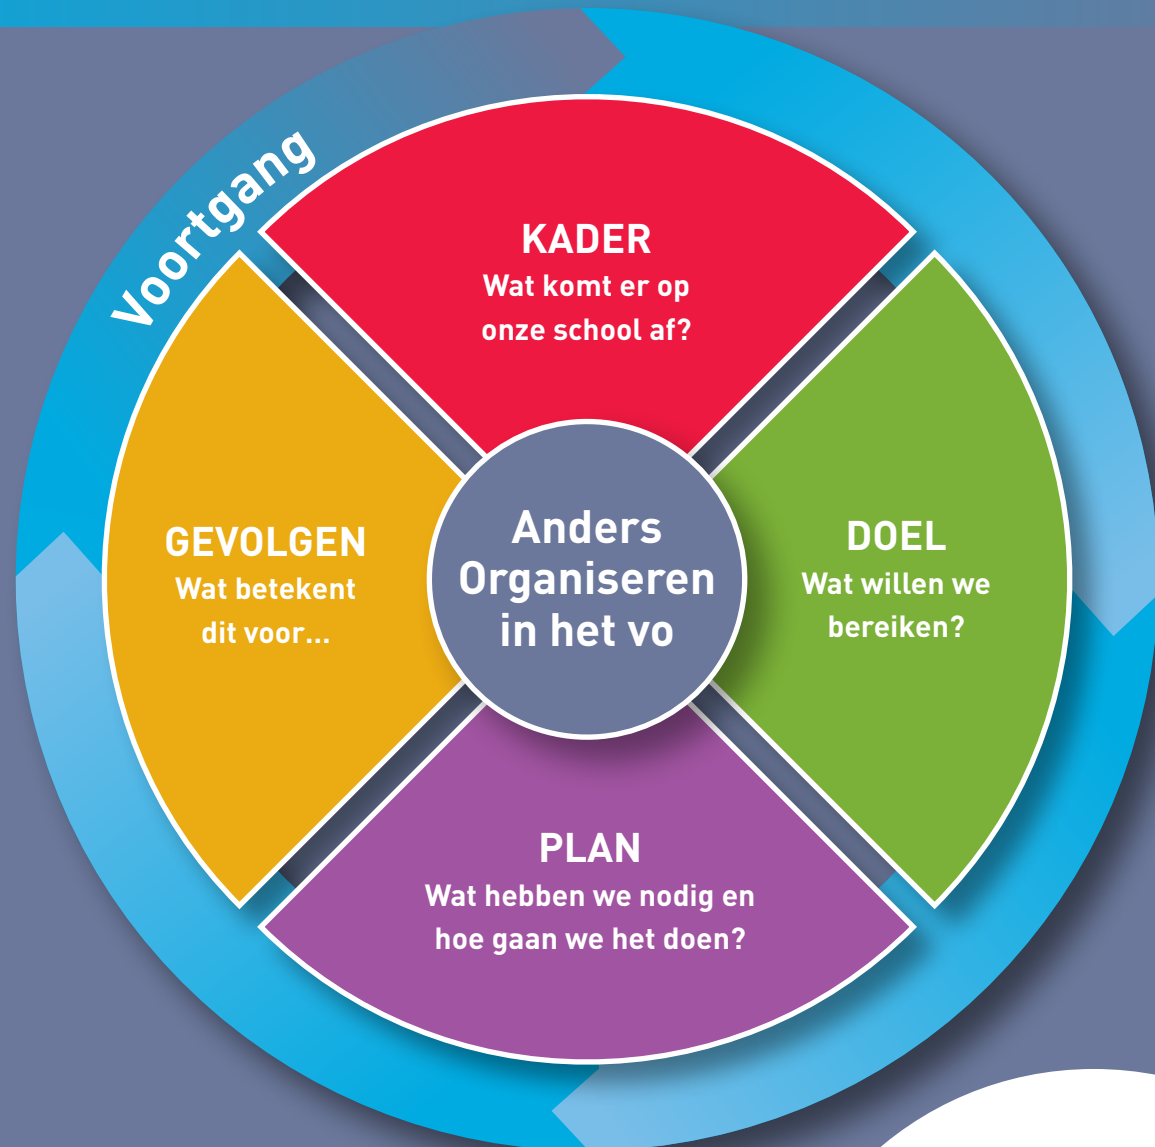 Voortgang
KADER
Wat komt er op
onze school af?
DOEL
Wat willen we
bereiken?
PLAN
Wat hebben we nodig en
hoe gaan we het doen?
GEVOLGEN
Wat betekent
dit voor...
Anders
Organiseren
in het vo